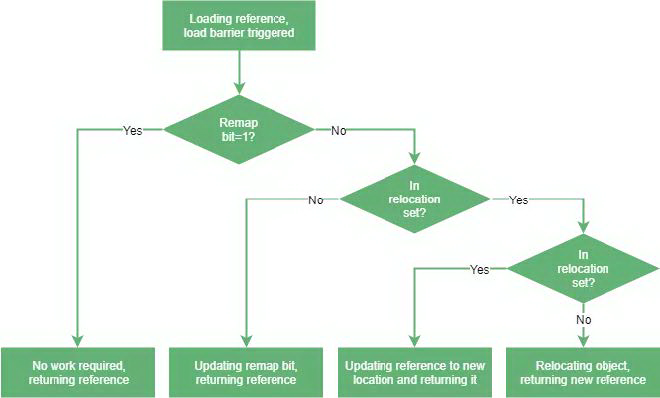 Loading reference,
load barrier triggered
Remap
bit=1?
Yes
No
In
relocation
set?
No
Yes
In
relocation
set?
Yes
No
No work required,
returning reference
Updating remap bit,
returning reference
Updating reference to new
location and returning it
Relocating object,
returning new reference